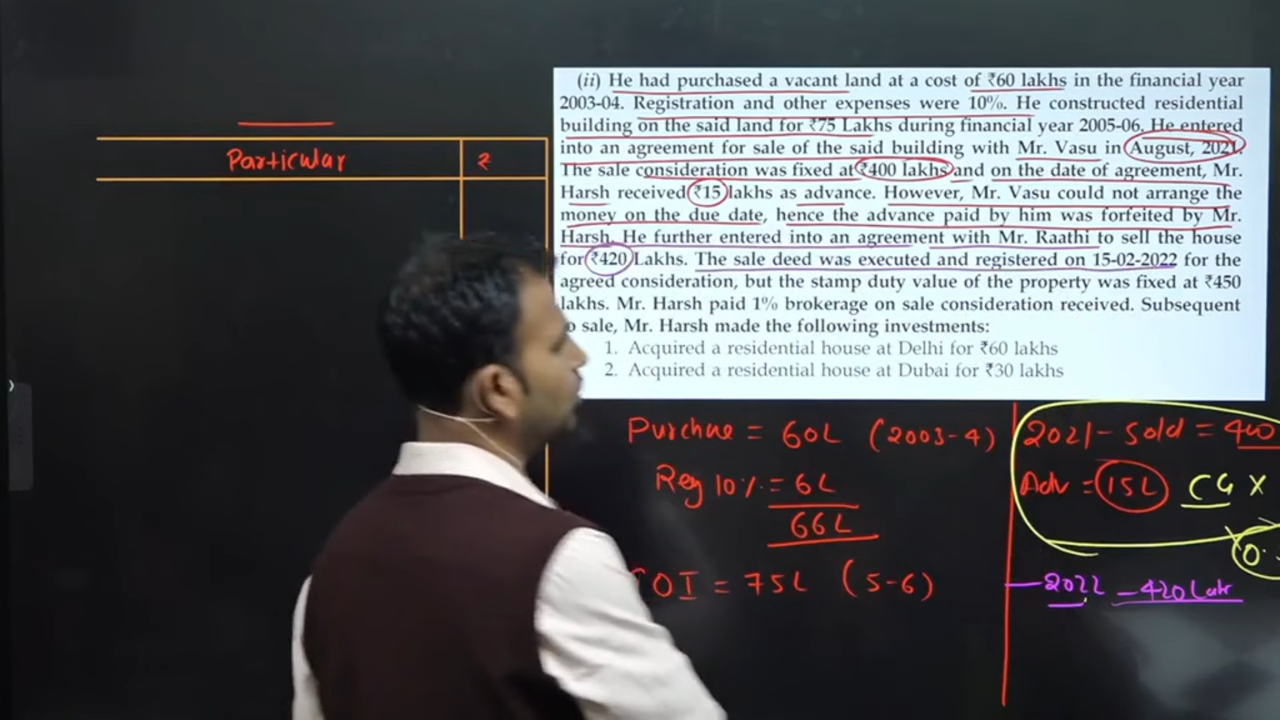 Particular ₹
(ii) He had purchased a vacant land at a cost of ₹60 lakhs in the financial year
2003-04. Registration and other expenses were 10%. He constructed residential
building on the said land for ₹75 Lakhs during financial year 2005-06. He entered
into an agreement for sale of the said building with Mr. Vasu in August, 2021.
The sale consideration was fixed at ₹400 lakhs and on the date of agreement, Mr.
Harsh received ₹15 lakhs as advance. However, Mr. Vasu could not arrange the
money on the due date, hence the advance paid by him was forfeited by Mr.
Harsh. He further entered into an agreement with Mr. Raathi to sell the house
for ₹420 Lakhs. The sale deed was executed and registered on 15-02-2022 for the
agreed consideration, but the stamp duty value of the property was fixed at ₹450
lakhs. Mr. Harsh paid 1% brokerage on sale consideration received. Subsequent
to sale, Mr. Harsh made the following investments:
1. Acquired a residential house at Delhi for ₹60 lakhs
2. Acquired a residential house at Dubai for ₹30 lakhs
Purchae = 60L (2003-4)
Reg 10% = 6L
66L
COI = 75L (5-6)
2021 - Sold = 400
Adv = 15L CG X
2022 - 420 Lakh